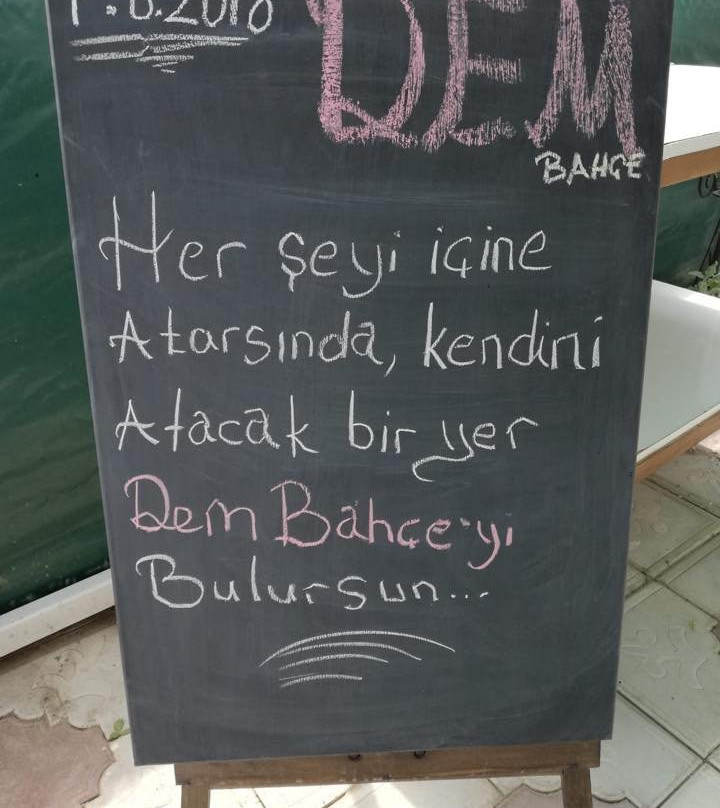 DEM
BAHÇE
Her şeyi içine
Atarsında, kendini
Atacak bir yer
Dem Bahçe'yi
Bulursun...